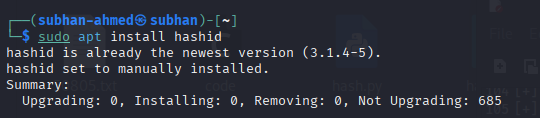 ┌──(subhan-ahmed㉿subhan)-[~]
└─$ sudo apt install hashid
hashid is already the newest version (3.1.4-5).
hashid set to manually installed.
Summary:
  Upgrading: 0, Installing: 0, Removing: 0, Not Upgrading: 685